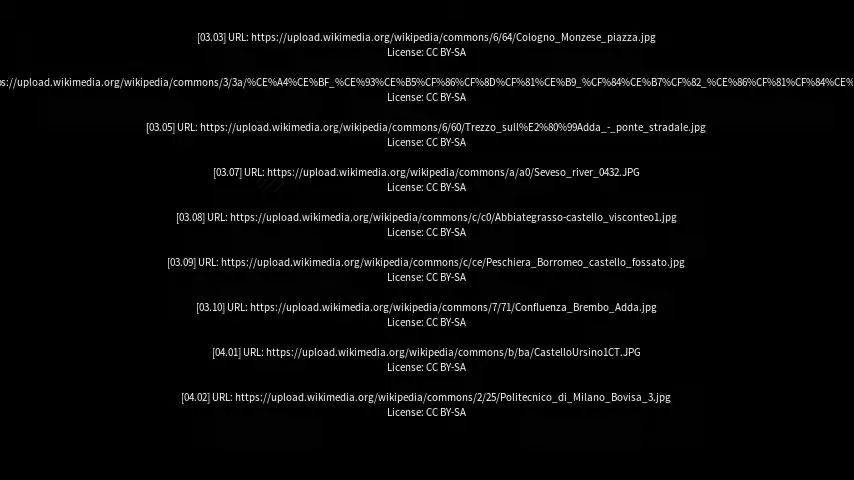 [03.03] URL: https://upload.wikimedia.org/wikipedia/commons/6/64/Cologno_Monzese_piazza.jpg
License: CC BY-SA
s://upload.wikimedia.org/wikipedia/commons/3/3a/%CE%A4%CE%BF_%CE%93%CE%B5%CF%86%CF%8D%CF%81%CE%B9_%CF%84%CE%B7%CF%82_%CE%86%CF%81%CF%84%CE%
License: CC BY-SA
[03.05] URL: https://upload.wikimedia.org/wikipedia/commons/6/60/Trezzo_sull%E2%80%99Adda_-_ponte_stradale.jpg
License: CC BY-SA
[03.07] URL: https://upload.wikimedia.org/wikipedia/commons/a/a0/Seveso_river_0432.JPG
License: CC BY-SA
[03.08] URL: https://upload.wikimedia.org/wikipedia/commons/c/c0/Abbiategrasso-castello_visconteo1.jpg
License: CC BY-SA
[03.09] URL: https://upload.wikimedia.org/wikipedia/commons/c/ce/Peschiera_Borromeo_castello_fossato.jpg
License: CC BY-SA
[03.10] URL: https://upload.wikimedia.org/wikipedia/commons/7/71/Confluenza_Brembo_Adda.jpg
License: CC BY-SA
[04.01] URL: https://upload.wikimedia.org/wikipedia/commons/b/ba/CastelloUrsino1CT.JPG
License: CC BY-SA
[04.02] URL: https://upload.wikimedia.org/wikipedia/commons/2/25/Politecnico_di_Milano_Bovisa_3.jpg
License: CC BY-SA